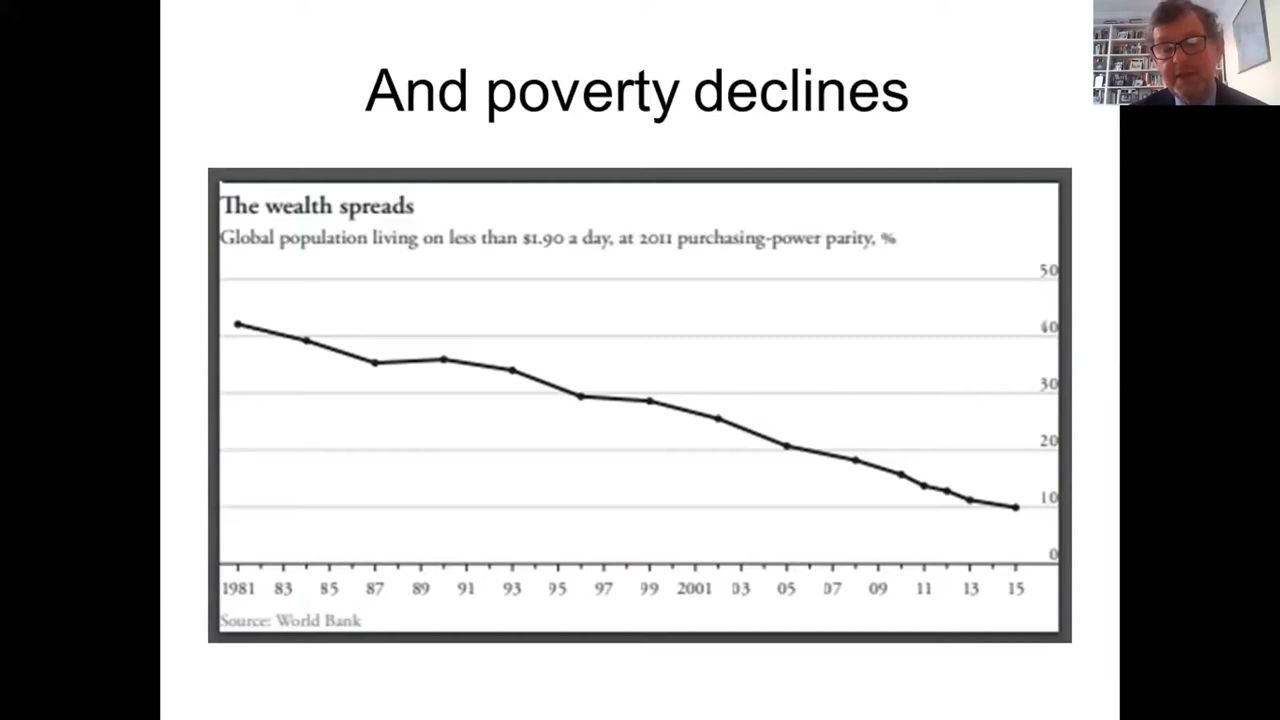 And poverty declines
The wealth spreads
Global population living on less than $1.90 a day, at 2011 purchasing-power parity, %
50
40
30
20
10
0
1981 83 85 87 89 91 93 95 97 99 2001 03 05 07 09 11 13 15
Source: World Bank